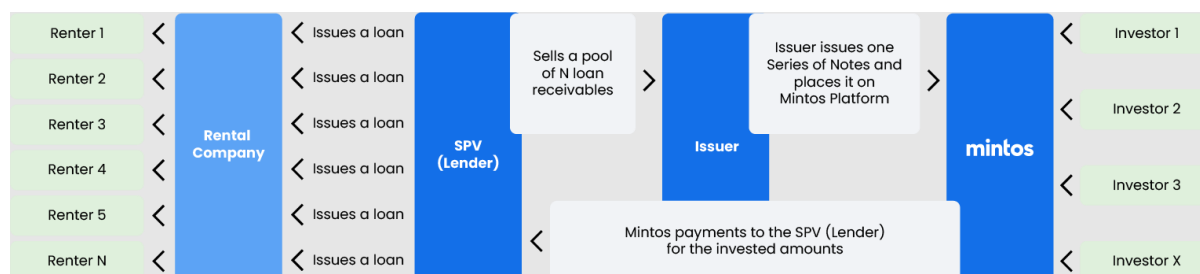 Renter 1
Renter 2
Renter 3
Renter 4
Renter 5
Renter N
Rental
Company
Issues a loan
Issues a loan
Issues a loan
Issues a loan
Issues a loan
Issues a loan
SPV
(Lender)
Sells a pool
of N loan
receivables
Issuer
Issuer issues one
Series of Notes and
places it on
Mintos Platform
Mintos payments to the SPV (Lender)
for the invested amounts
mintos
Investor 1
Investor 2
Investor 3
Investor X